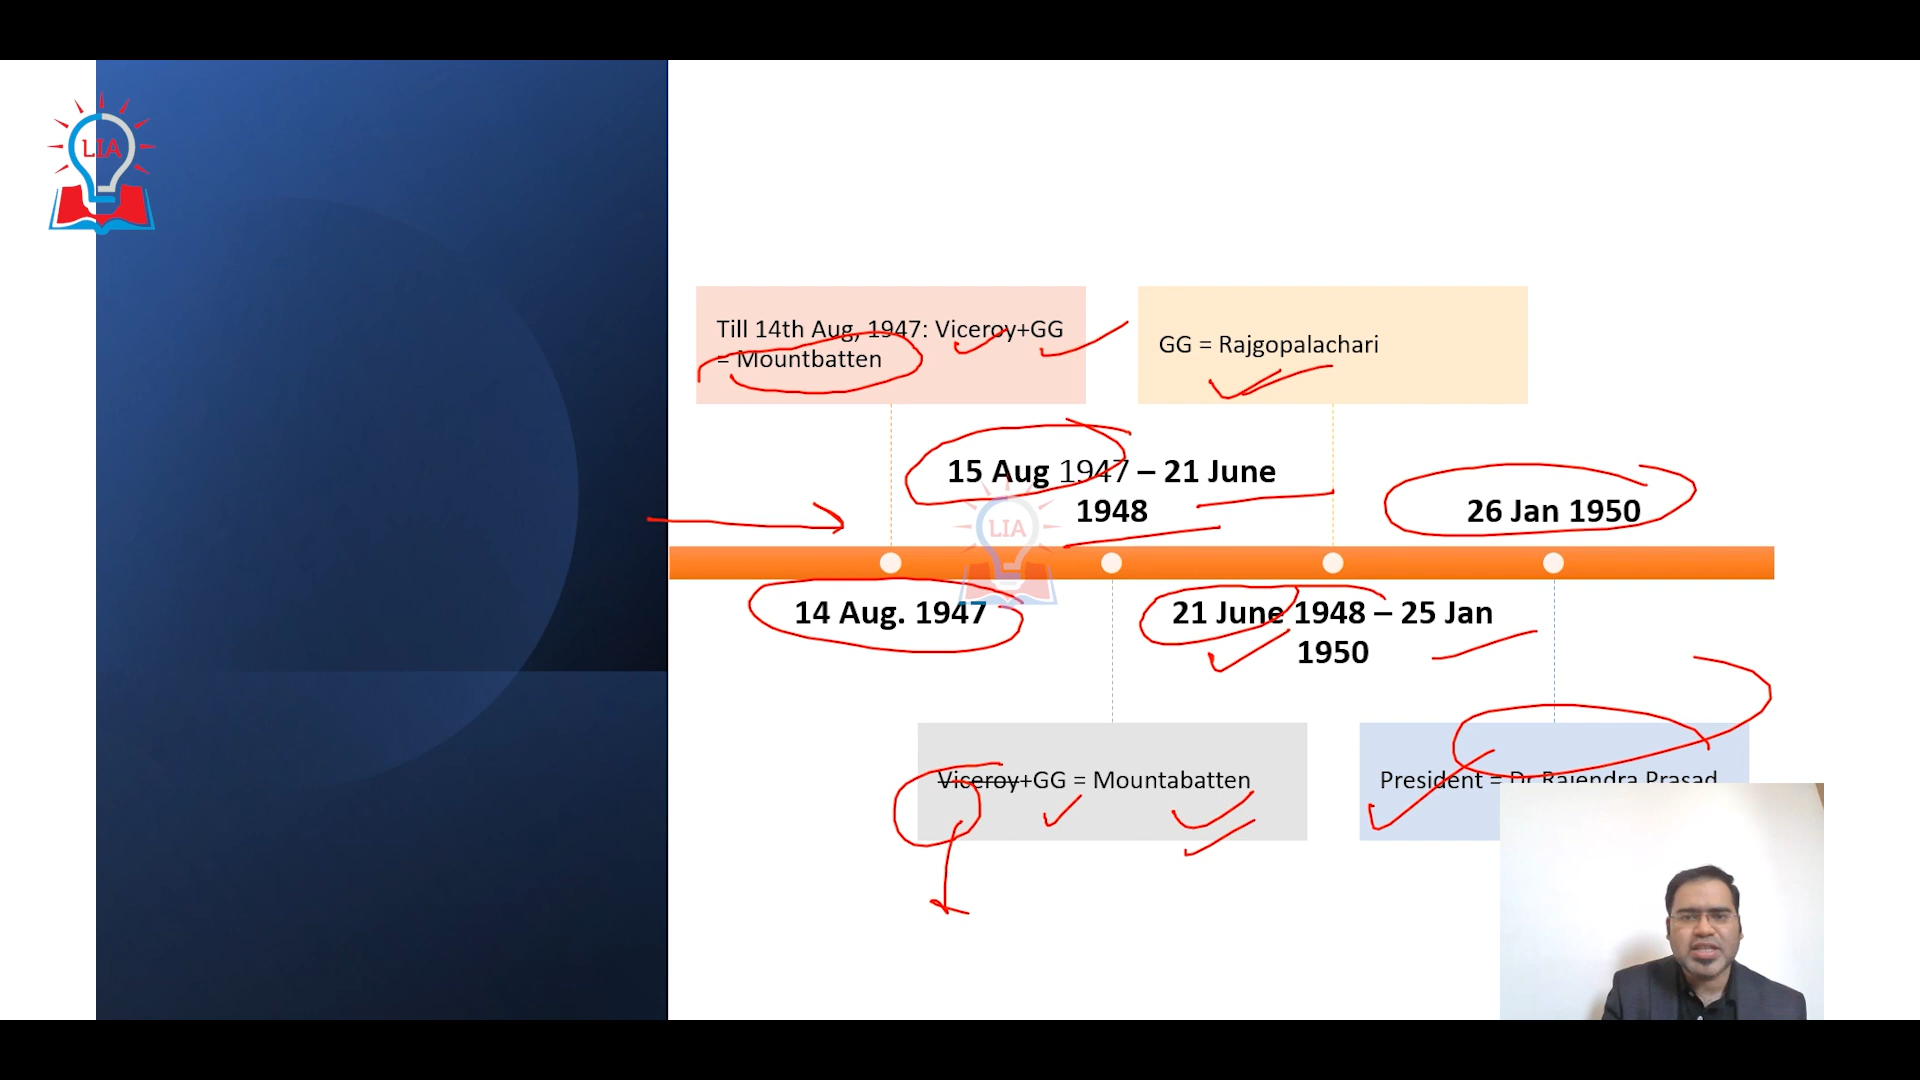 LIA
Till 14th Aug, 1947: Viceroy+GG
= Mountbatten
GG = Rajgopalachari
15 Aug 1947 – 21 June
1948
26 Jan 1950
LIA
14 Aug. 1947
21 June 1948 – 25 Jan
1950
Viceroy+GG = Mountabatten
President = Dr Rajendra Prasad